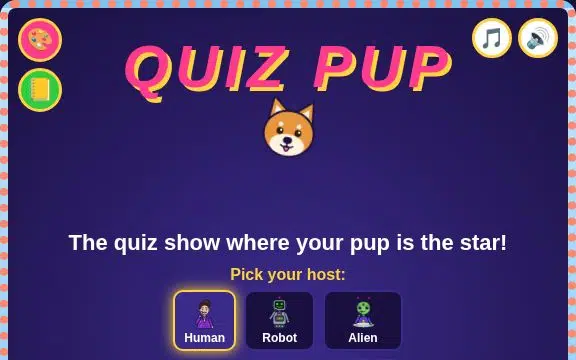 QUIZ PUP
The quiz show where your pup is the star!
Pick your host:
Human Robot Alien